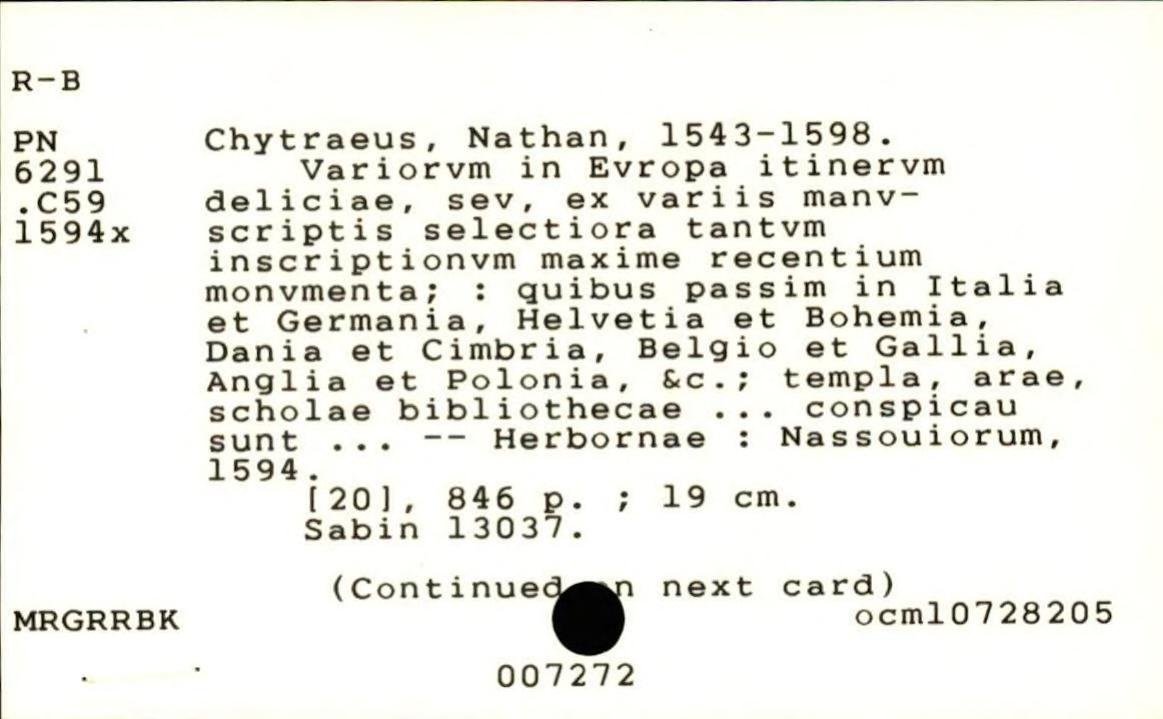 R-B
PN Chytraeus, Nathan, 1543-1598.
6291 Variorvm in Evropa itinervm
.C59 deliciae, sev, ex variis manv-
1594x scriptis selectiora tantvm
inscriptionvm maxime recentium
monvmenta; : quibus passim in Italia
et Germania, Helvetia et Bohemia,
Dania et Cimbria, Belgio et Gallia,
Anglia et Polonia, &c.; templa, arae,
scholae bibliothecae ... conspicau
sunt ... -- Herbornae : Nassouiorum,
1594.
[20], 846 p. ; 19 cm.
Sabin 13037.
(Continued next card)
MRGRRBK ocm10728205
007272